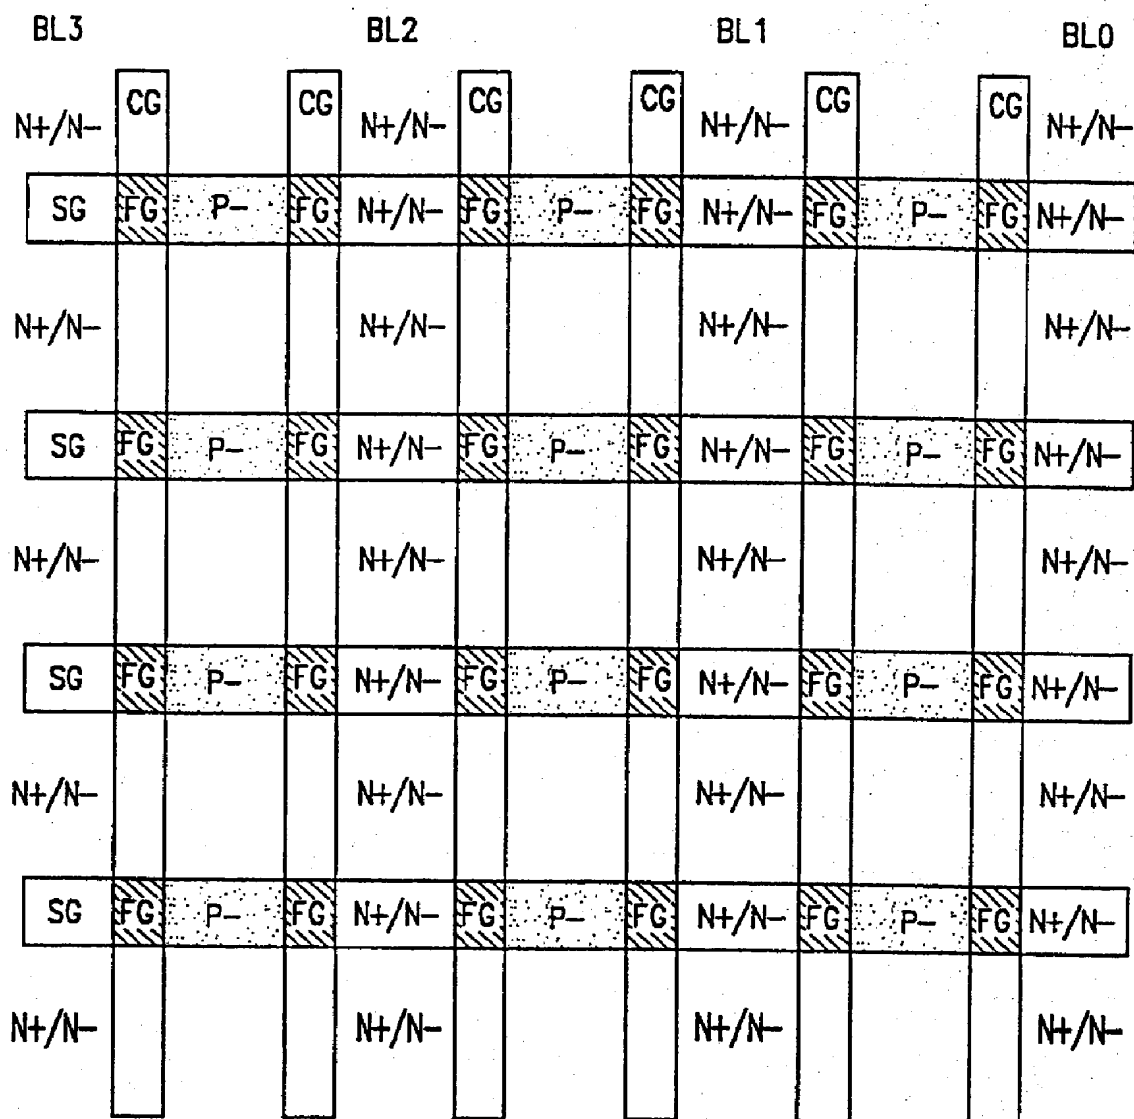 BL3 BL2 BL1 BL0
CG CG CG CG CG CG
N+/N- N+/N- N+/N- N+/N-
SG FG P- FG N+/N- FG P- FG N+/N- FG P- FG N+/N-
N+/N- N+/N- N+/N- N+/N-
SG FG P- FG N+/N- FG P- FG N+/N- FG P- FG N+/N-
N+/N- N+/N- N+/N- N+/N-
SG FG P- FG N+/N- FG P- FG N+/N- FG P- FG N+/N-
N+/N- N+/N- N+/N- N+/N-
SG FG P- FG N+/N- FG P- FG N+/N- FG P- FG N+/N-
N+/N- N+/N- N+/N- N+/N-